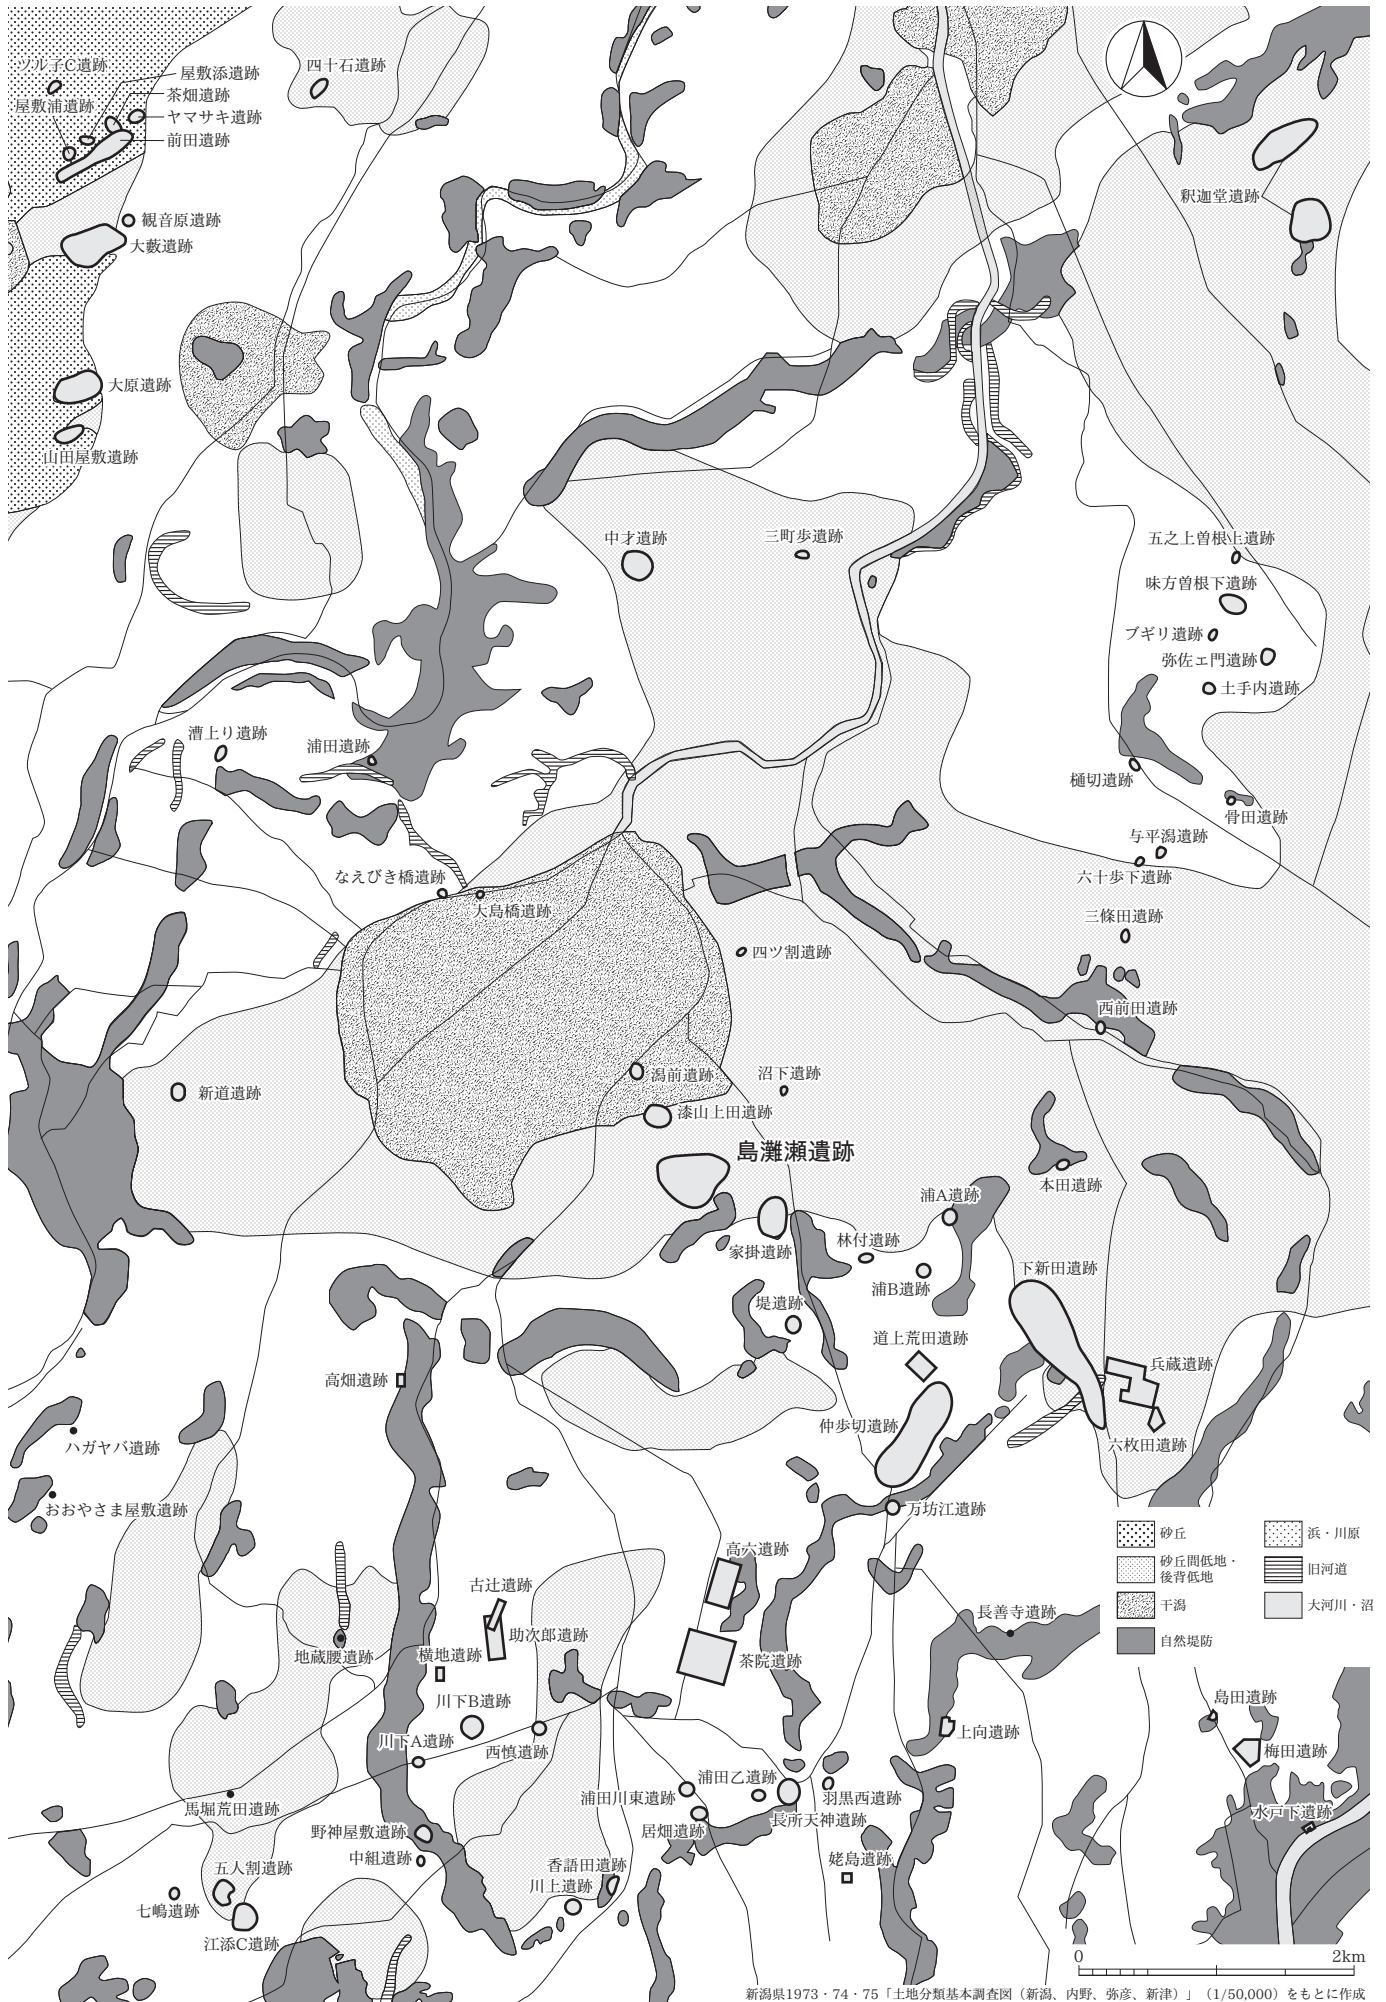 ツル子C遺跡
屋敷添遺跡
四十石遺跡
茶畑遺跡
屋敷浦遺跡
ヤマサキ遺跡
前田遺跡
釈迦堂遺跡
観音原遺跡
大藪遺跡
大原遺跡
山田屋敷遺跡
中才遺跡
三町歩遺跡
五之上曽根上遺跡
味方曽根下遺跡
ブギリ遺跡
弥佐エ門遺跡
土手内遺跡
漕上り遺跡
浦田遺跡
樋切遺跡
骨田遺跡
与平潟遺跡
なえびき橋遺跡
六十歩下遺跡
大島橋遺跡
三條田遺跡
四ツ割遺跡
西前田遺跡
新道遺跡
潟前遺跡
沼下遺跡
漆山上田遺跡
島灘瀬遺跡
本田遺跡
浦A遺跡
家掛遺跡
林付遺跡
下新田遺跡
浦B遺跡
堤遺跡
道上荒田遺跡
兵蔵遺跡
高畑遺跡
仲歩切遺跡
ハガヤバ遺跡
六枚田遺跡
おおやさま屋敷遺跡
万坊江遺跡
砂丘
浜・川原
高六遺跡
砂丘間低地・
後背低地
旧河道
古辻遺跡
干潟
大河川・沼
長善寺遺跡
助次郎遺跡
自然堤防
地蔵腰遺跡
横地遺跡
茶院遺跡
川下B遺跡
島田遺跡
上向遺跡
川下A遺跡
西慎遺跡
梅田遺跡
浦田乙遺跡
浦田川東遺跡
羽黒西遺跡
馬堀荒田遺跡
水戸下遺跡
長所天神遺跡
野神屋敷遺跡
居畑遺跡
中組遺跡
姥島遺跡
五人割遺跡
香語田遺跡
川上遺跡
七嶋遺跡
江添C遺跡
0 2km
新潟県1973・74・75「土地分類基本調査図（新潟、内野、弥彦、新津）」（1/50,000）をもとに作成